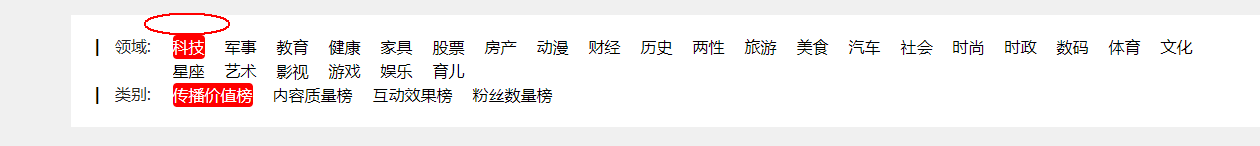 领域: 科技 军事 教育 健康 家具 股票 房产 动漫 财经 历史 两性 旅游 美食 汽车 社会 时尚 时政 数码 体育 文化
星座 艺术 影视 游戏 娱乐 育儿
类别: 传播价值榜 内容质量榜 互动效果榜 粉丝数量榜